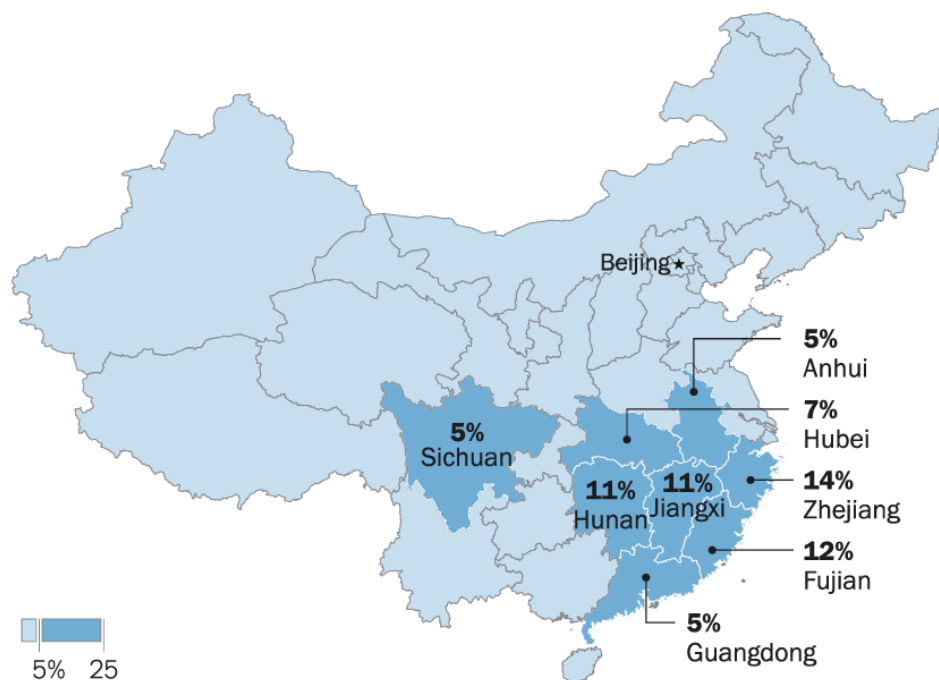 Beijing
5%
Anhui
7%
Hubei
5%
Sichuan
14%
Zhejiang
11%
Hunan
11%
Jiangxi
12%
Fujian
5%
Guangdong
5% 25